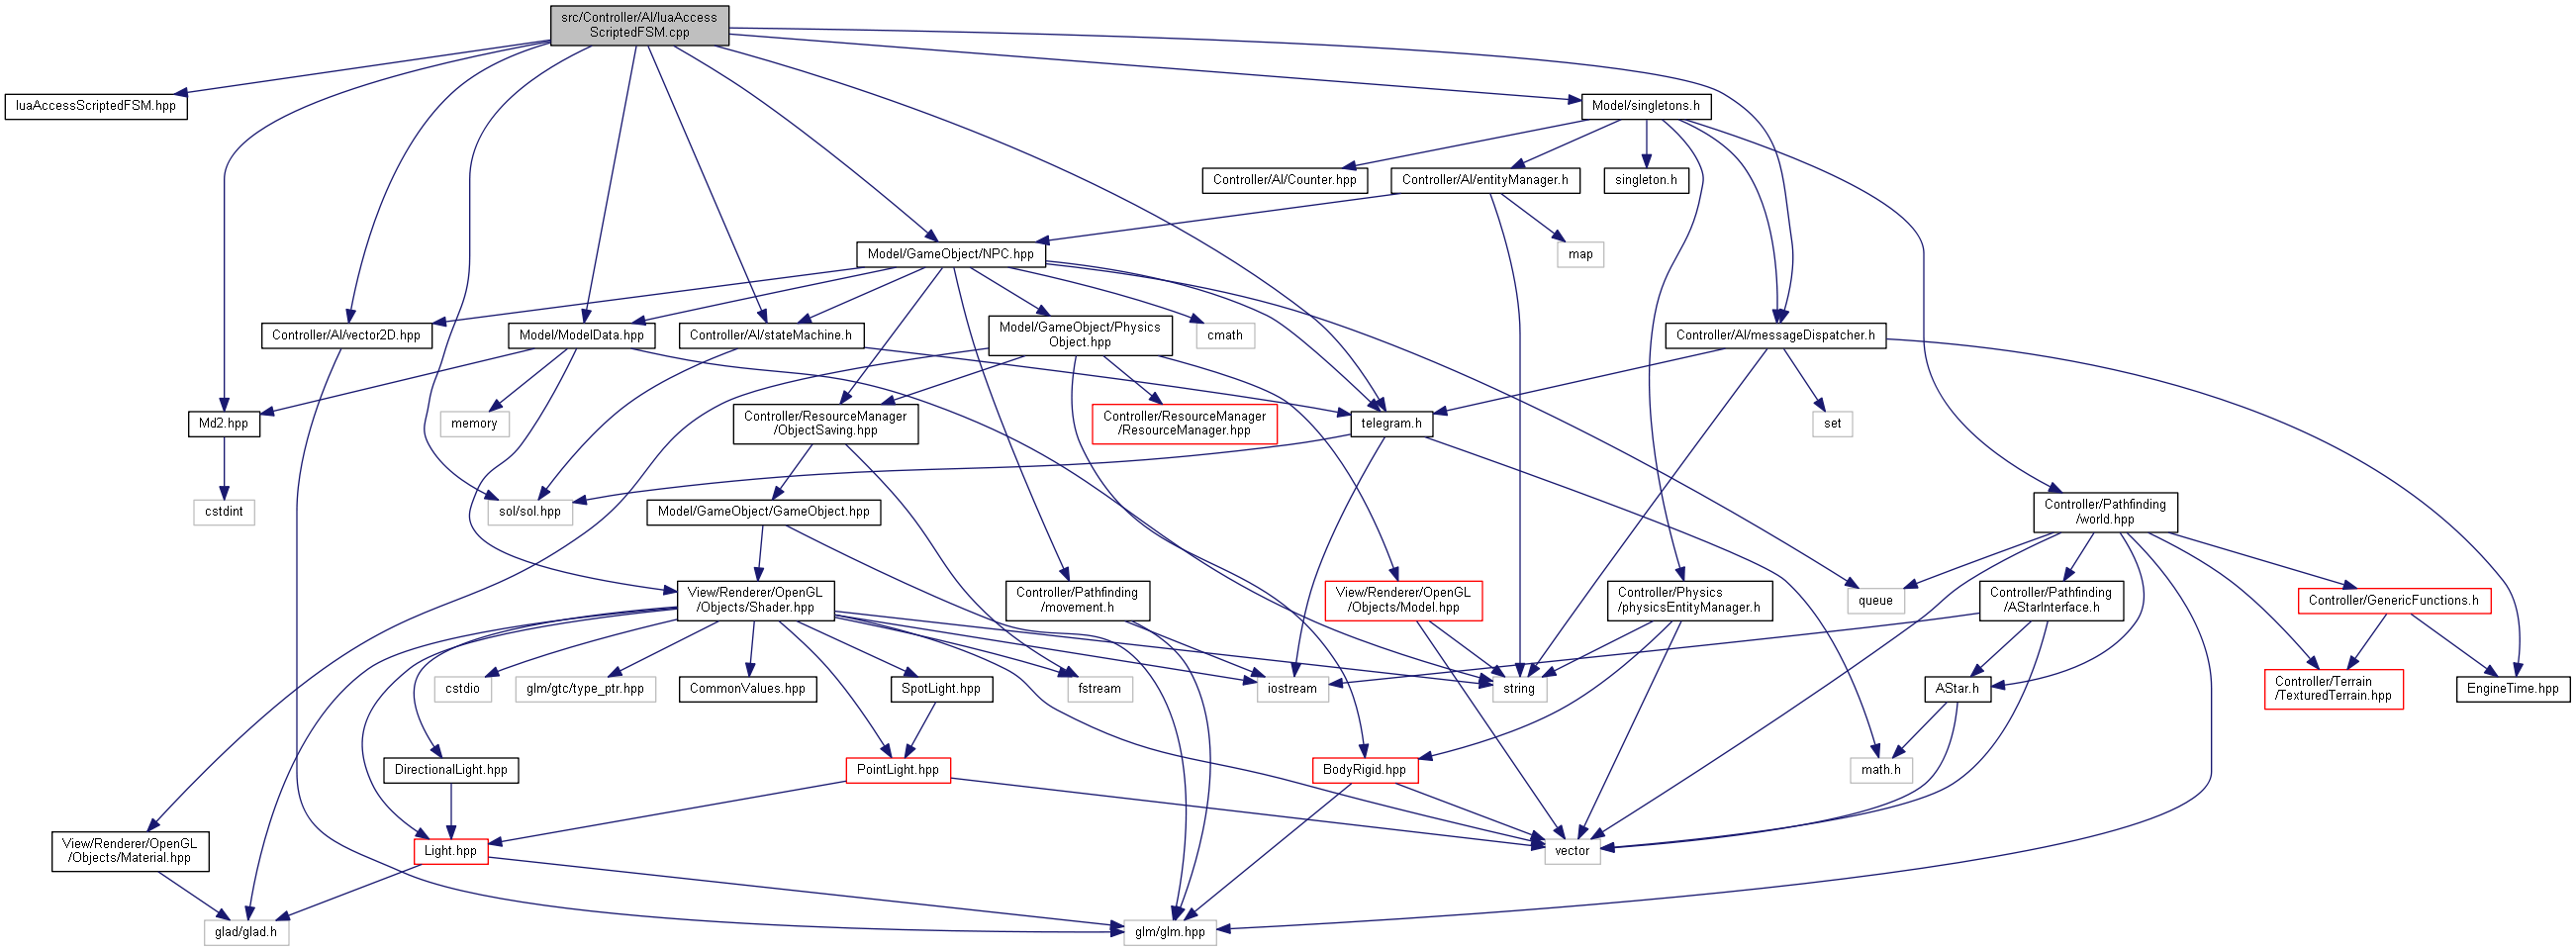 src/Controller/AI/luaAccess
ScriptedFSM.cpp
luaAccessScriptedFSM.hpp
Model/singletons.h
Controller/AI/Counter.hpp
Controller/AI/entityManager.h
singleton.h
Model/GameObject/NPC.hpp
map
Controller/AI/vector2D.hpp
Model/ModelData.hpp
Controller/AI/stateMachine.h
Model/GameObject/Physics
Object.hpp
cmath
Controller/AI/messageDispatcher.h
Md2.hpp
memory
Controller/ResourceManager
/ObjectSaving.hpp
Controller/ResourceManager
/ResourceManager.hpp
telegram.h
set
cstdint
sol/sol.hpp
Model/GameObject/GameObject.hpp
Controller/Pathfinding
/world.hpp
View/Renderer/OpenGL
/Objects/Shader.hpp
Controller/Pathfinding
/movement.h
View/Renderer/OpenGL
/Objects/Model.hpp
Controller/Physics
/physicsEntityManager.h
queue
Controller/Pathfinding
/AStarInterface.h
Controller/GenericFunctions.h
cstdio
glm/gtc/type_ptr.hpp
CommonValues.hpp
SpotLight.hpp
fstream
iostream
string
AStar.h
Controller/Terrain
/TexturedTerrain.hpp
EngineTime.hpp
DirectionalLight.hpp
PointLight.hpp
BodyRigid.hpp
math.h
View/Renderer/OpenGL
/Objects/Material.hpp
Light.hpp
vector
glad/glad.h
glm/glm.hpp